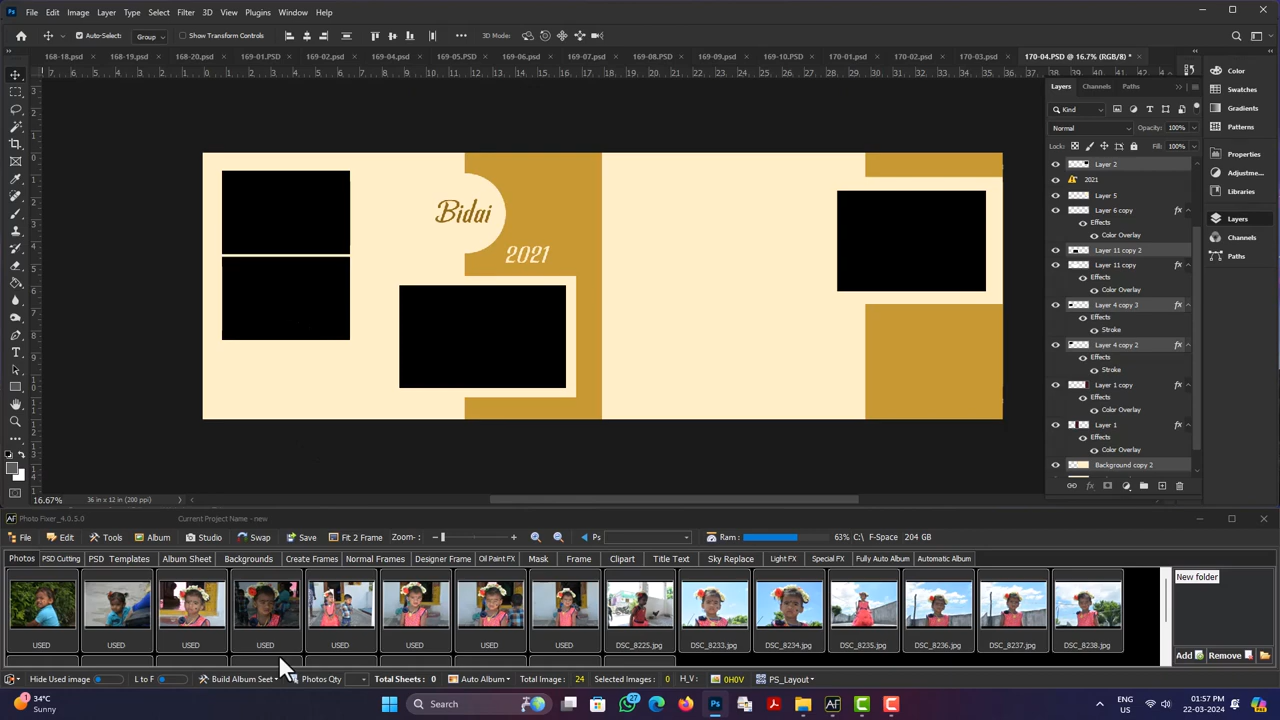 Ps File Edit Image Layer Type Select Filter 3D View Plugins Window Help
Auto-Select: Group Show Transform Controls 3D Mode:
168-18.psd 168-19.psd 168-20.psd 169-01.PSD 169-02.psd 169-04.psd 169-05.PSD 169-06.psd 169-07.psd 169-08.PSD 169-09.psd 169-10.PSD 170-01.psd 170-02.psd 170-03.psd 170-04.PSD @ 16.7% (RGB/8) *
Layers Channels Paths
Kind
Normal Opacity: 100%
Lock: Fill: 100%
Layer 2
2021
Layer 5
Layer 6 copy fx
Effects
Color Overlay
Layer 11 copy 2
Layer 11 copy fx
Effects
Color Overlay
Layer 4 copy 3 fx
Effects
Stroke
Layer 4 copy 2 fx
Effects
Stroke
Layer 1 copy fx
Effects
Color Overlay
Layer 1 fx
Effects
Color Overlay
Background copy 2
Color
Swatches
Gradients
Patterns
Properties
Adjustme...
Libraries
Layers
Channels
Paths
Bidai
2021
16.67% 36 in x 12 in (200 ppi)
AF Photo Fixer_4.0.5.0 Current Project Name - new
File Edit Tools Album Studio Swap Save Fit 2 Frame Zoom- Ps Ram : 63% C:\ F-Space 204 GB
Photos PSD Cutting PSD Templates Album Sheet Backgrounds Create Frames Normal Frames Designer Frame Oil Paint FX Mask Frame Clipart Title Text Sky Replace Light FX Special FX Fully Auto Album Automatic Album
New folder
USED USED USED USED USED USED USED USED DSC_8225.jpg DSC_8233.jpg DSC_8234.jpg DSC_8235.jpg DSC_8236.jpg DSC_8237.jpg DSC_8238.jpg
Add Remove
Hide Used image L to F Build Album Seet Photos Qty Total Sheets: 0 Auto Album Total Image : 24 Selected Images : 0 H_V : 0H0V PS_Layout
34°C
Sunny
Search
27
ENG
US
01:57 PM
22-03-2024